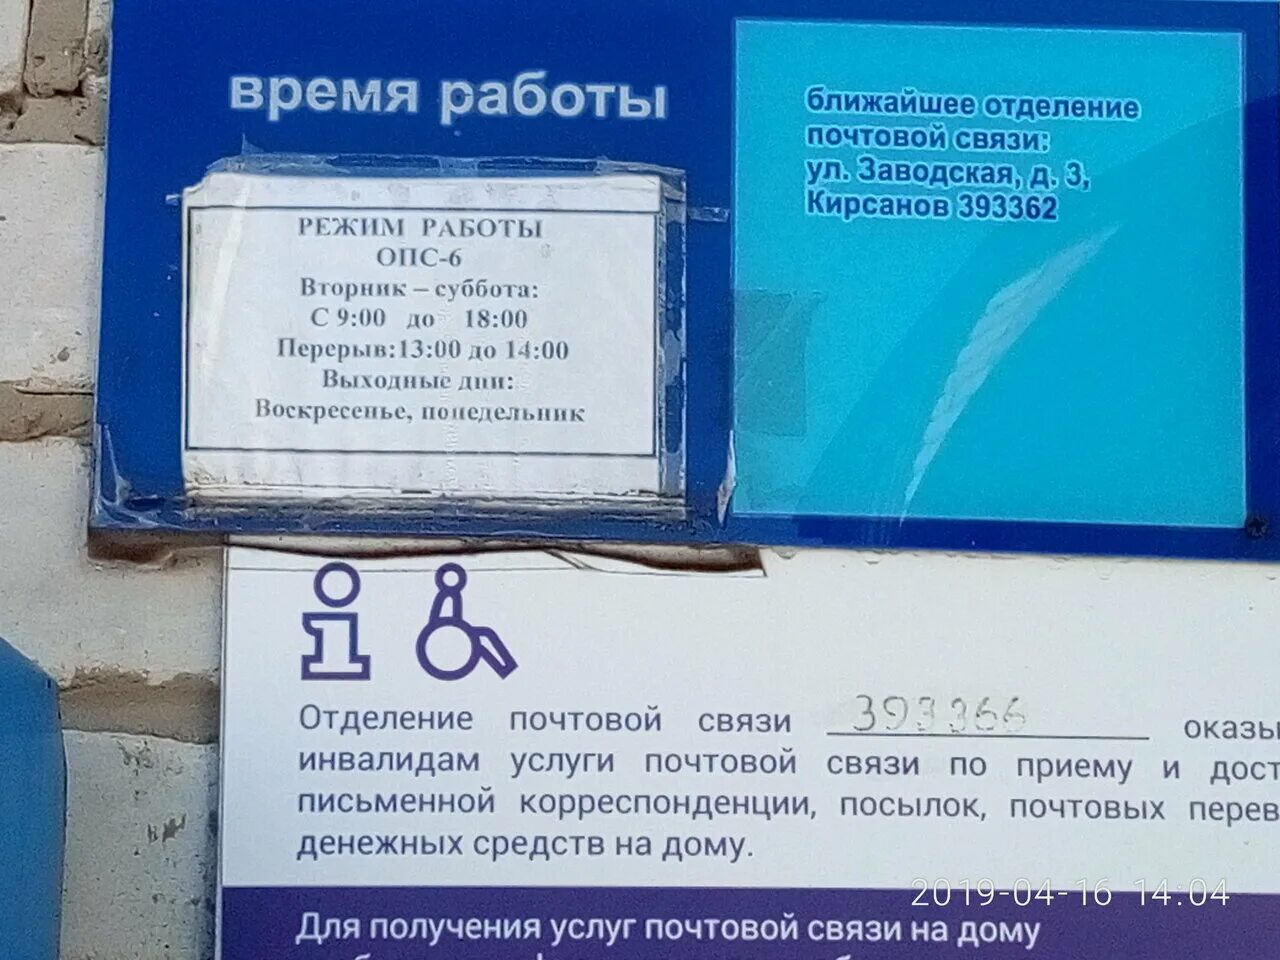 время работы
РЕЖИМ РАБОТЫ
ОПС-6
Вторник – суббота:
С 9:00 до 18:00
Перерыв:13:00 до 14:00
Выходные дни:
Воскресенье, понедельник
ближайшее отделение
почтовой связи:
ул. Заводская, д. 3,
Кирсанов 393362
Отделение почтовой связи 393366 оказы
инвалидам услуги почтовой связи по приему и дост
письменной корреспонденции, посылок, почтовых перев
денежных средств на дому.
2019-04-16 14:04
Для получения услуг почтовой связи на дому